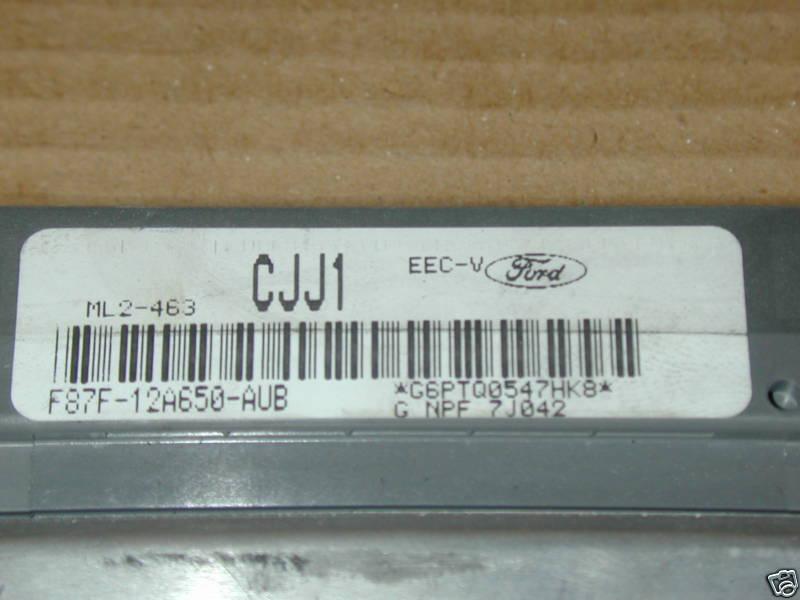 CJJ1
EEC-V Ford
ML2-463
F87F-12A650-AUB
*G6PTQ0547HK8*
G NPF 7J042